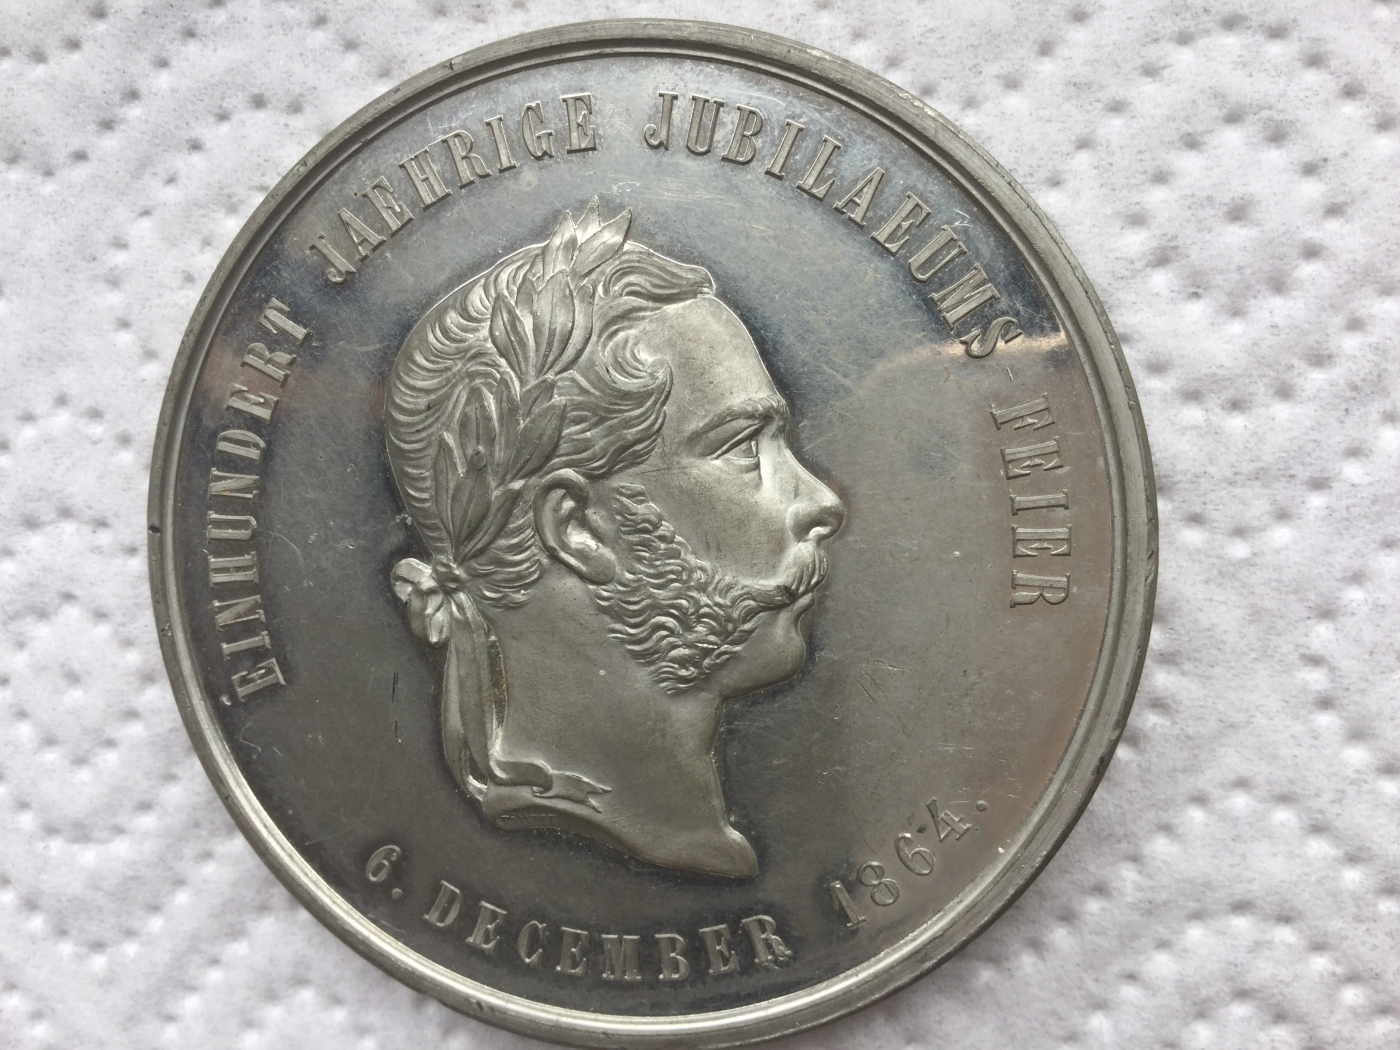 EINHUNDERT JAEHRIGE JUBILAEUMS-FEIER
6. DECEMBER 1864.